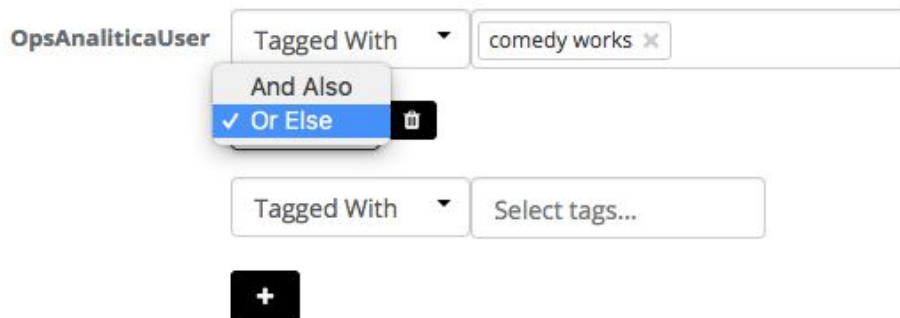 OpsAnaliticaUser Tagged With comedy works ×
And Also
✓ Or Else
Tagged With Select tags...
+